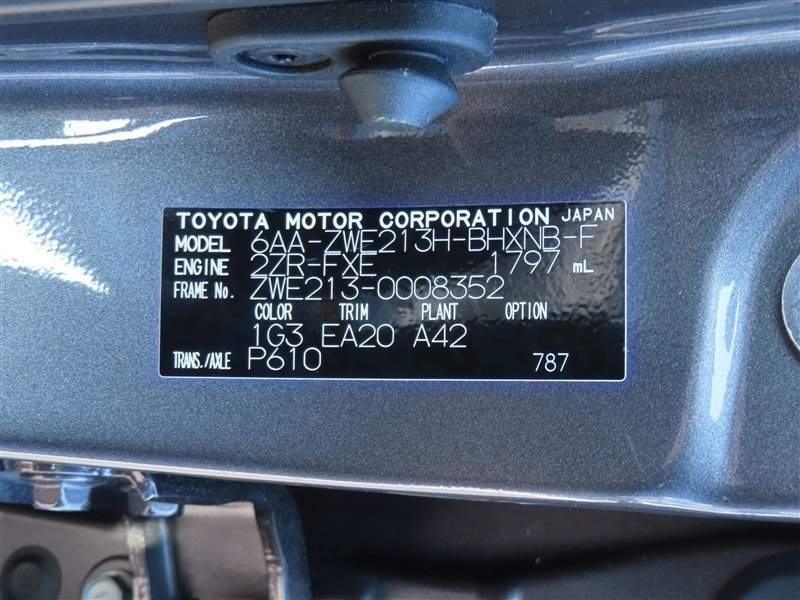 TOYOTA MOTOR CORPORATION JAPAN
MODEL 6AA-ZWE213H-BHXNB-F
ENGINE 2ZR-FXE 1797 mL
FRAME No. ZWE213-0008352
COLOR TRIM PLANT OPTION
1G3 EA20 A42
TRANS./AXLE P610 787